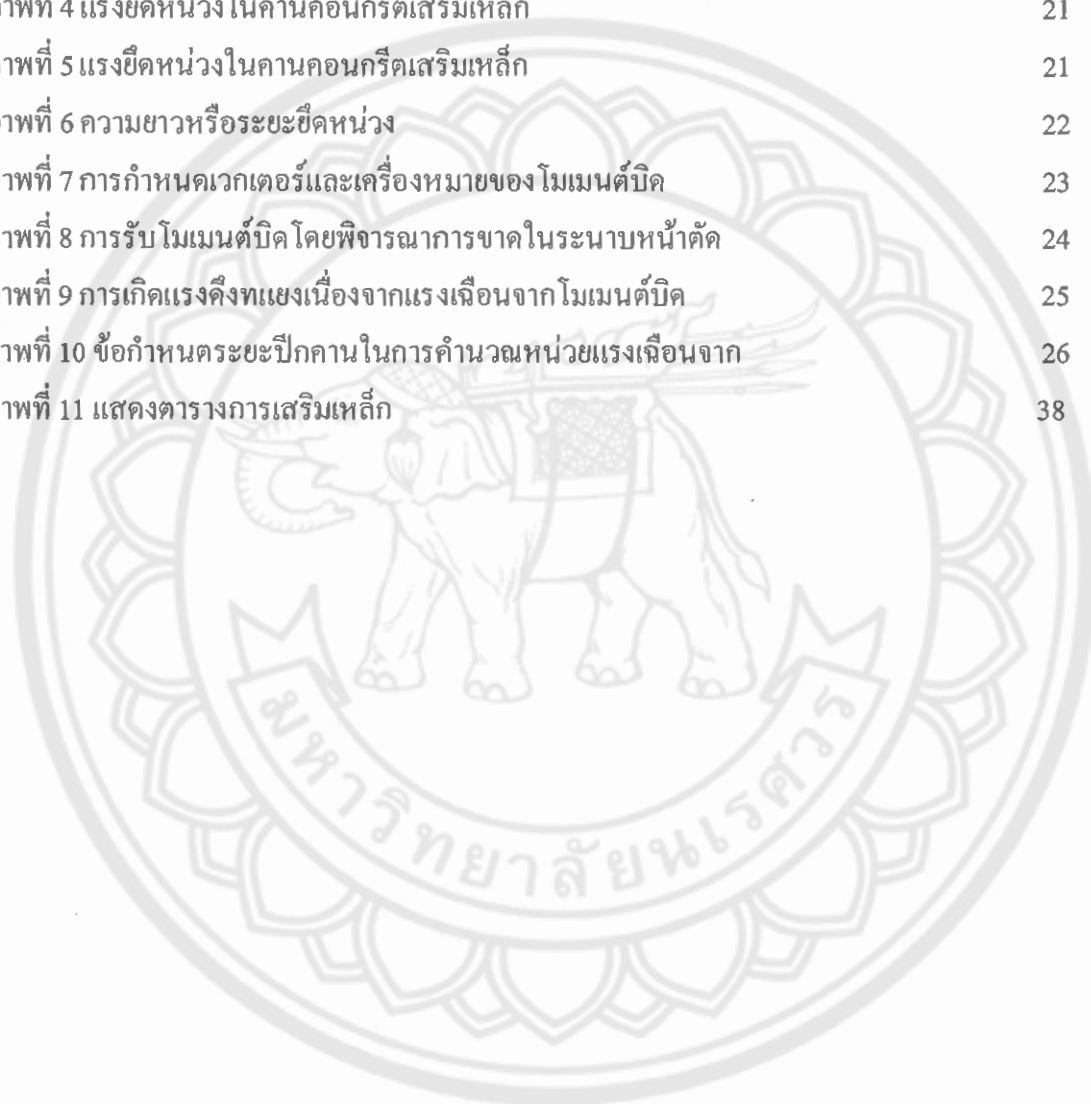 าพที่ 4 แรงยึดหน่วงในคานคอนกรีตเสริมเหล็ก 21
าพที่ 5 แรงยึดหน่วงในคานคอนกรีตเสริมเหล็ก 21
าพที่ 6 ความยาวหรือระยะยึดหน่วง 22
าพที่ 7 การกำหนดเวกเตอร์และเครื่องหมายของโมเมนต์บิด 23
าพที่ 8 การรับโมเมนต์บิดโดยพิจารณาการขาดในระนาบหน้าตัด 24
าพที่ 9 การเกิดแรงดึงทแยงเนื่องจากแรงเฉือนจากโมเมนต์บิด 25
าพที่ 10 ข้อกำหนดระยะปีกคานในการคำนวณหน่วยแรงเฉือนจาก 26
าพที่ 11 แสดงตารางการเสริมเหล็ก 38
มหาวิทยาลัยนเรศวร